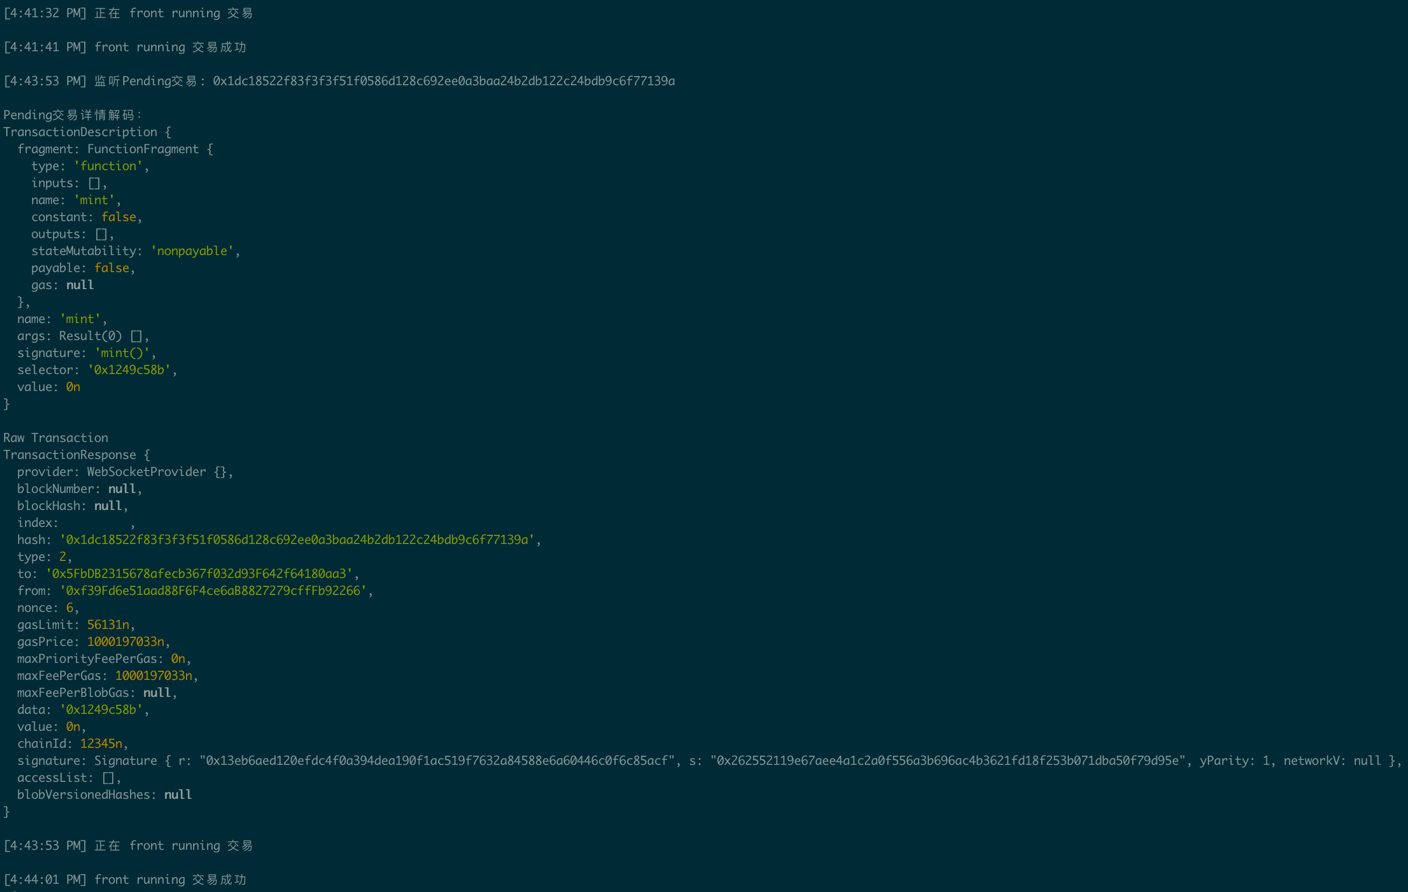 [4:41:32 PM] 正在 front running 交易
[4:41:41 PM] front running 交易成功
[4:43:53 PM] 监听Pending交易: 0x1dc18522f83f3f3f51f0586d128c692ee0a3baa24b2db122c24bdb9c6f77139a
Pending交易详情解码:
TransactionDescription {
  fragment: FunctionFragment {
    type: 'function',
    inputs: [],
    name: 'mint',
    constant: false,
    outputs: [],
    stateMutability: 'nonpayable',
    payable: false,
    gas: null
  },
  name: 'mint',
  args: Result(0) [],
  signature: 'mint()',
  selector: '0x1249c58b',
  value: 0n
}
Raw Transaction
TransactionResponse {
  provider: WebSocketProvider {},
  blockNumber: null,
  blockHash: null,
  index:          ,
  hash: '0x1dc18522f83f3f3f51f0586d128c692ee0a3baa24b2db122c24bdb9c6f77139a',
  type: 2,
  to: '0x5FbDB2315678afecb367f032d93F642f64180aa3',
  from: '0xf39Fd6e51aad88F6F4ce6aB8827279cffFb92266',
  nonce: 6,
  gasLimit: 56131n,
  gasPrice: 1000197033n,
  maxPriorityFeePerGas: 0n,
  maxFeePerGas: 1000197033n,
  maxFeePerBlobGas: null,
  data: '0x1249c58b',
  value: 0n,
  chainId: 12345n,
  signature: Signature { r: "0x13eb6aed120efdc4f0a394dea190f1ac519f7632a84588e6a60446c0f6c85acf", s: "0x262552119e67aee4a1c2a0f556a3b696ac4b3621fd18f253b071dba50f79d95e", yParity: 1, networkV: null },
  accessList: [],
  blobVersionedHashes: null
}
[4:43:53 PM] 正在 front running 交易
[4:44:01 PM] front running 交易成功